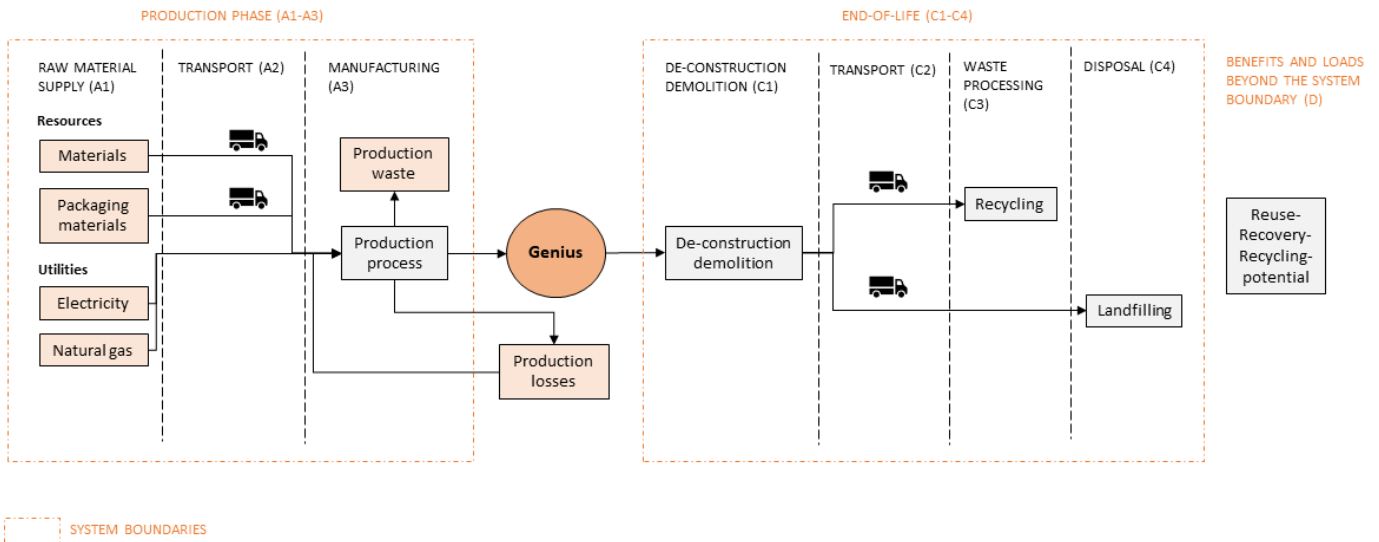 PRODUCTION PHASE (A1-A3)
END-OF-LIFE (C1-C4)
RAW MATERIAL
SUPPLY (A1)
TRANSPORT (A2)
MANUFACTURING
(A3)
DE-CONSTRUCTION
DEMOLITION (C1)
TRANSPORT (C2)
WASTE
PROCESSING
(C3)
DISPOSAL (C4)
BENEFITS AND LOADS
BEYOND THE SYSTEM
BOUNDARY (D)
Resources
Materials
Packaging
materials
Utilities
Electricity
Natural gas
Production
waste
Production
process
Genius
Production
losses
De-construction
demolition
Recycling
Landfilling
Reuse-
Recovery-
Recycling-
potential
SYSTEM BOUNDARIES